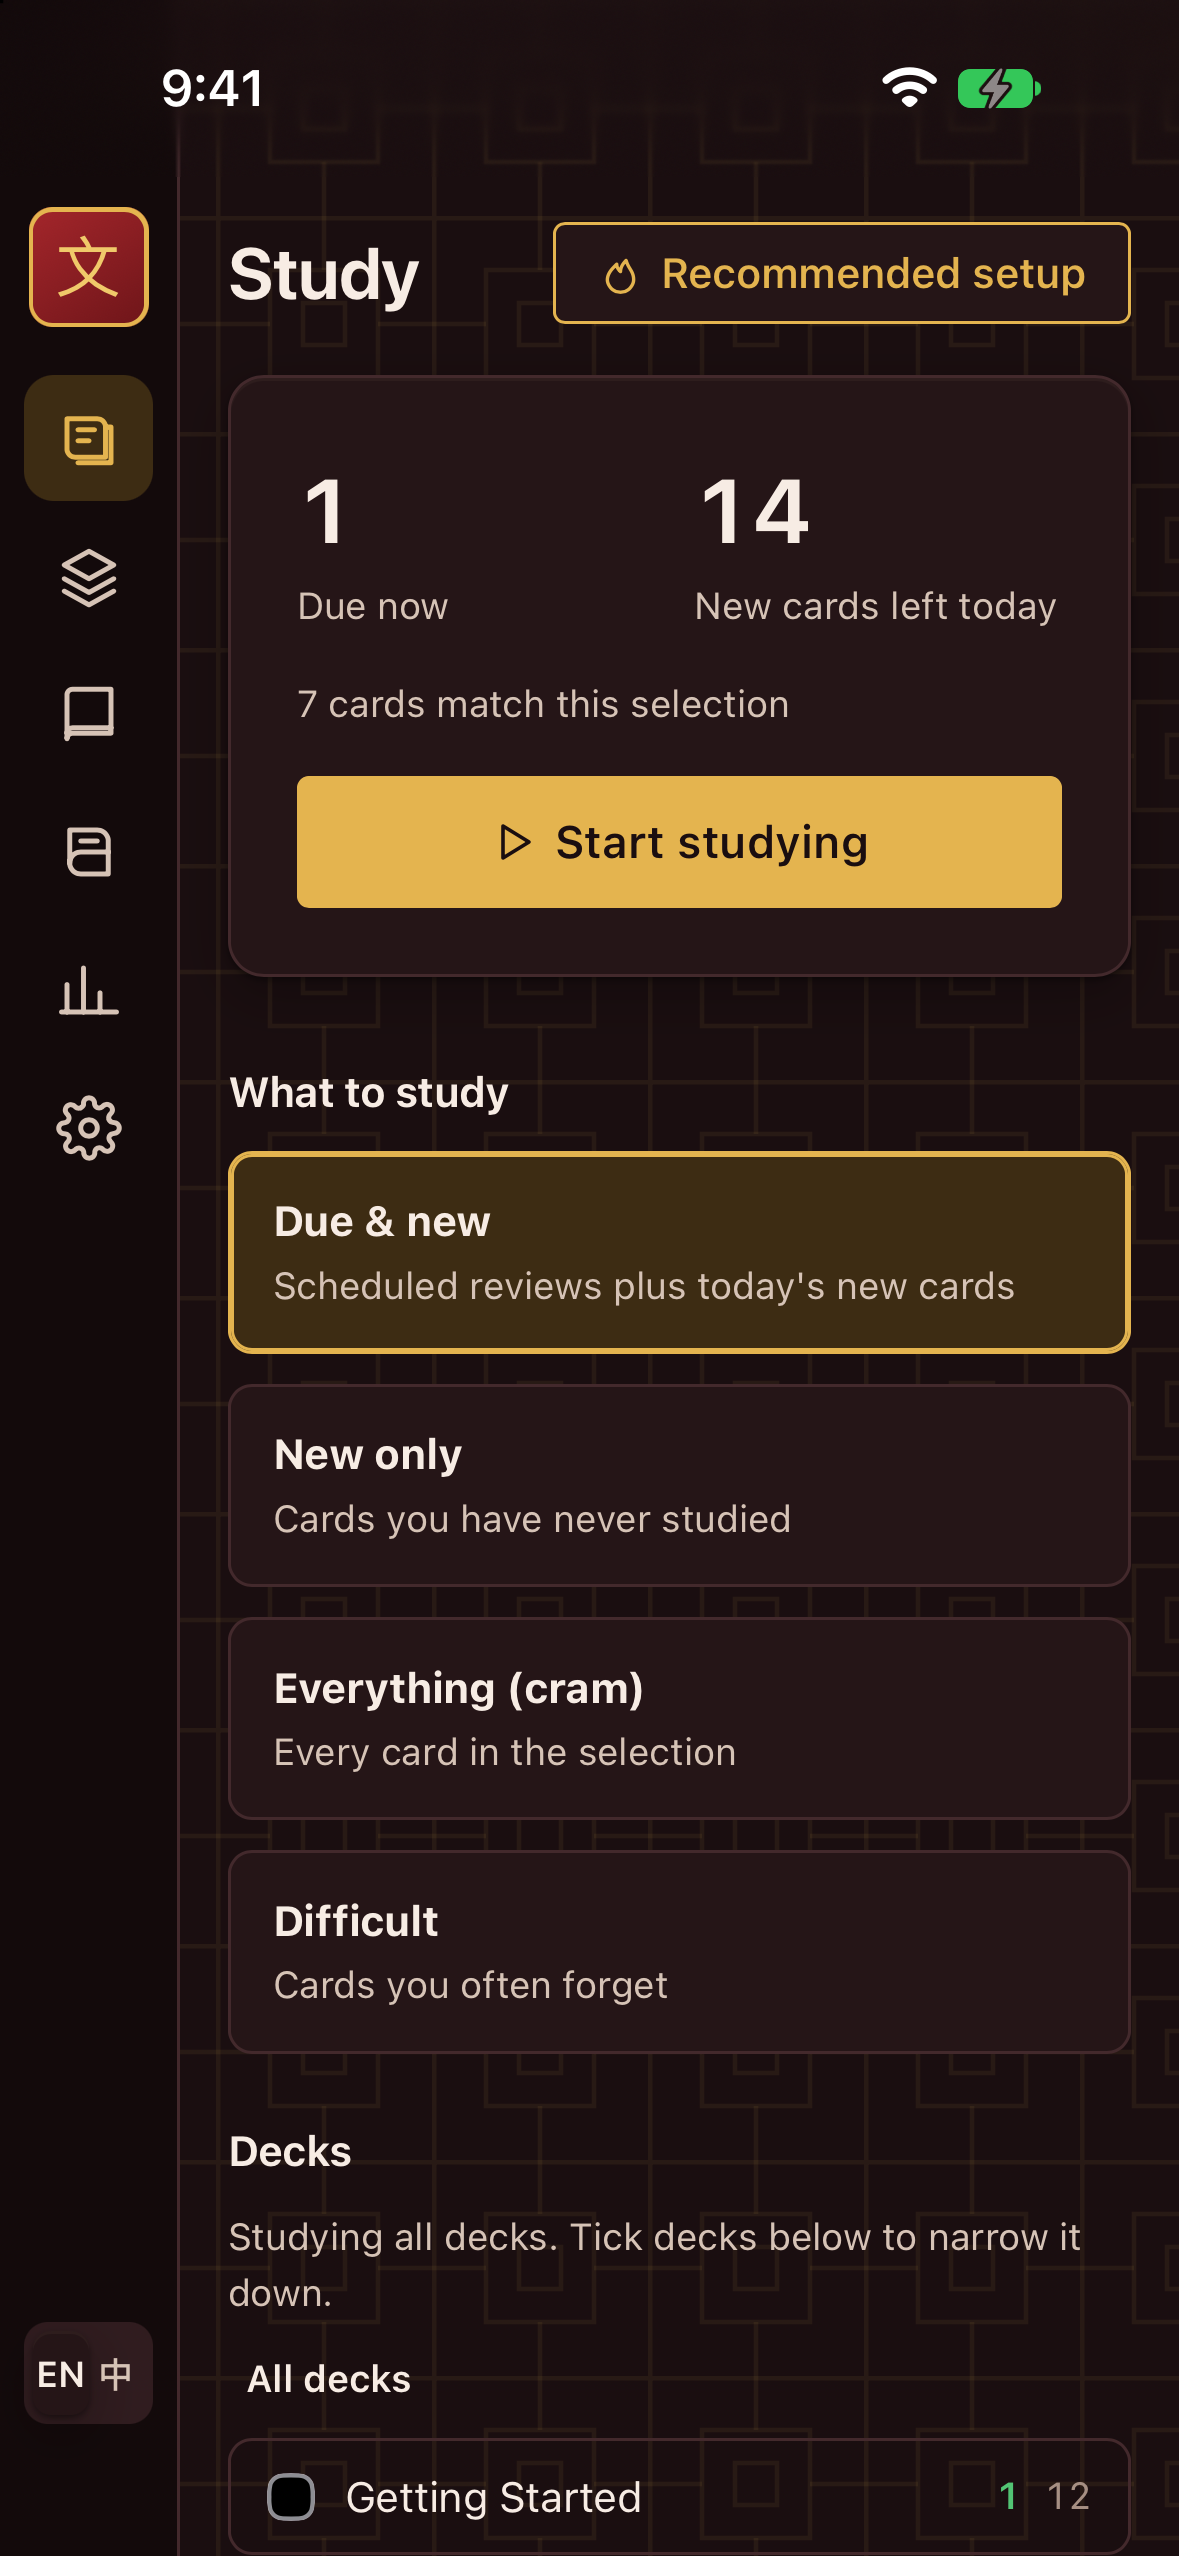 9:41
文
Study
Recommended setup
1
14
Due now
New cards left today
7 cards match this selection
Start studying
What to study
Due & new
Scheduled reviews plus today's new cards
New only
Cards you have never studied
Everything (cram)
Every card in the selection
Difficult
Cards you often forget
Decks
Studying all decks. Tick decks below to narrow it
down.
All decks
EN 中
Getting Started 1 12